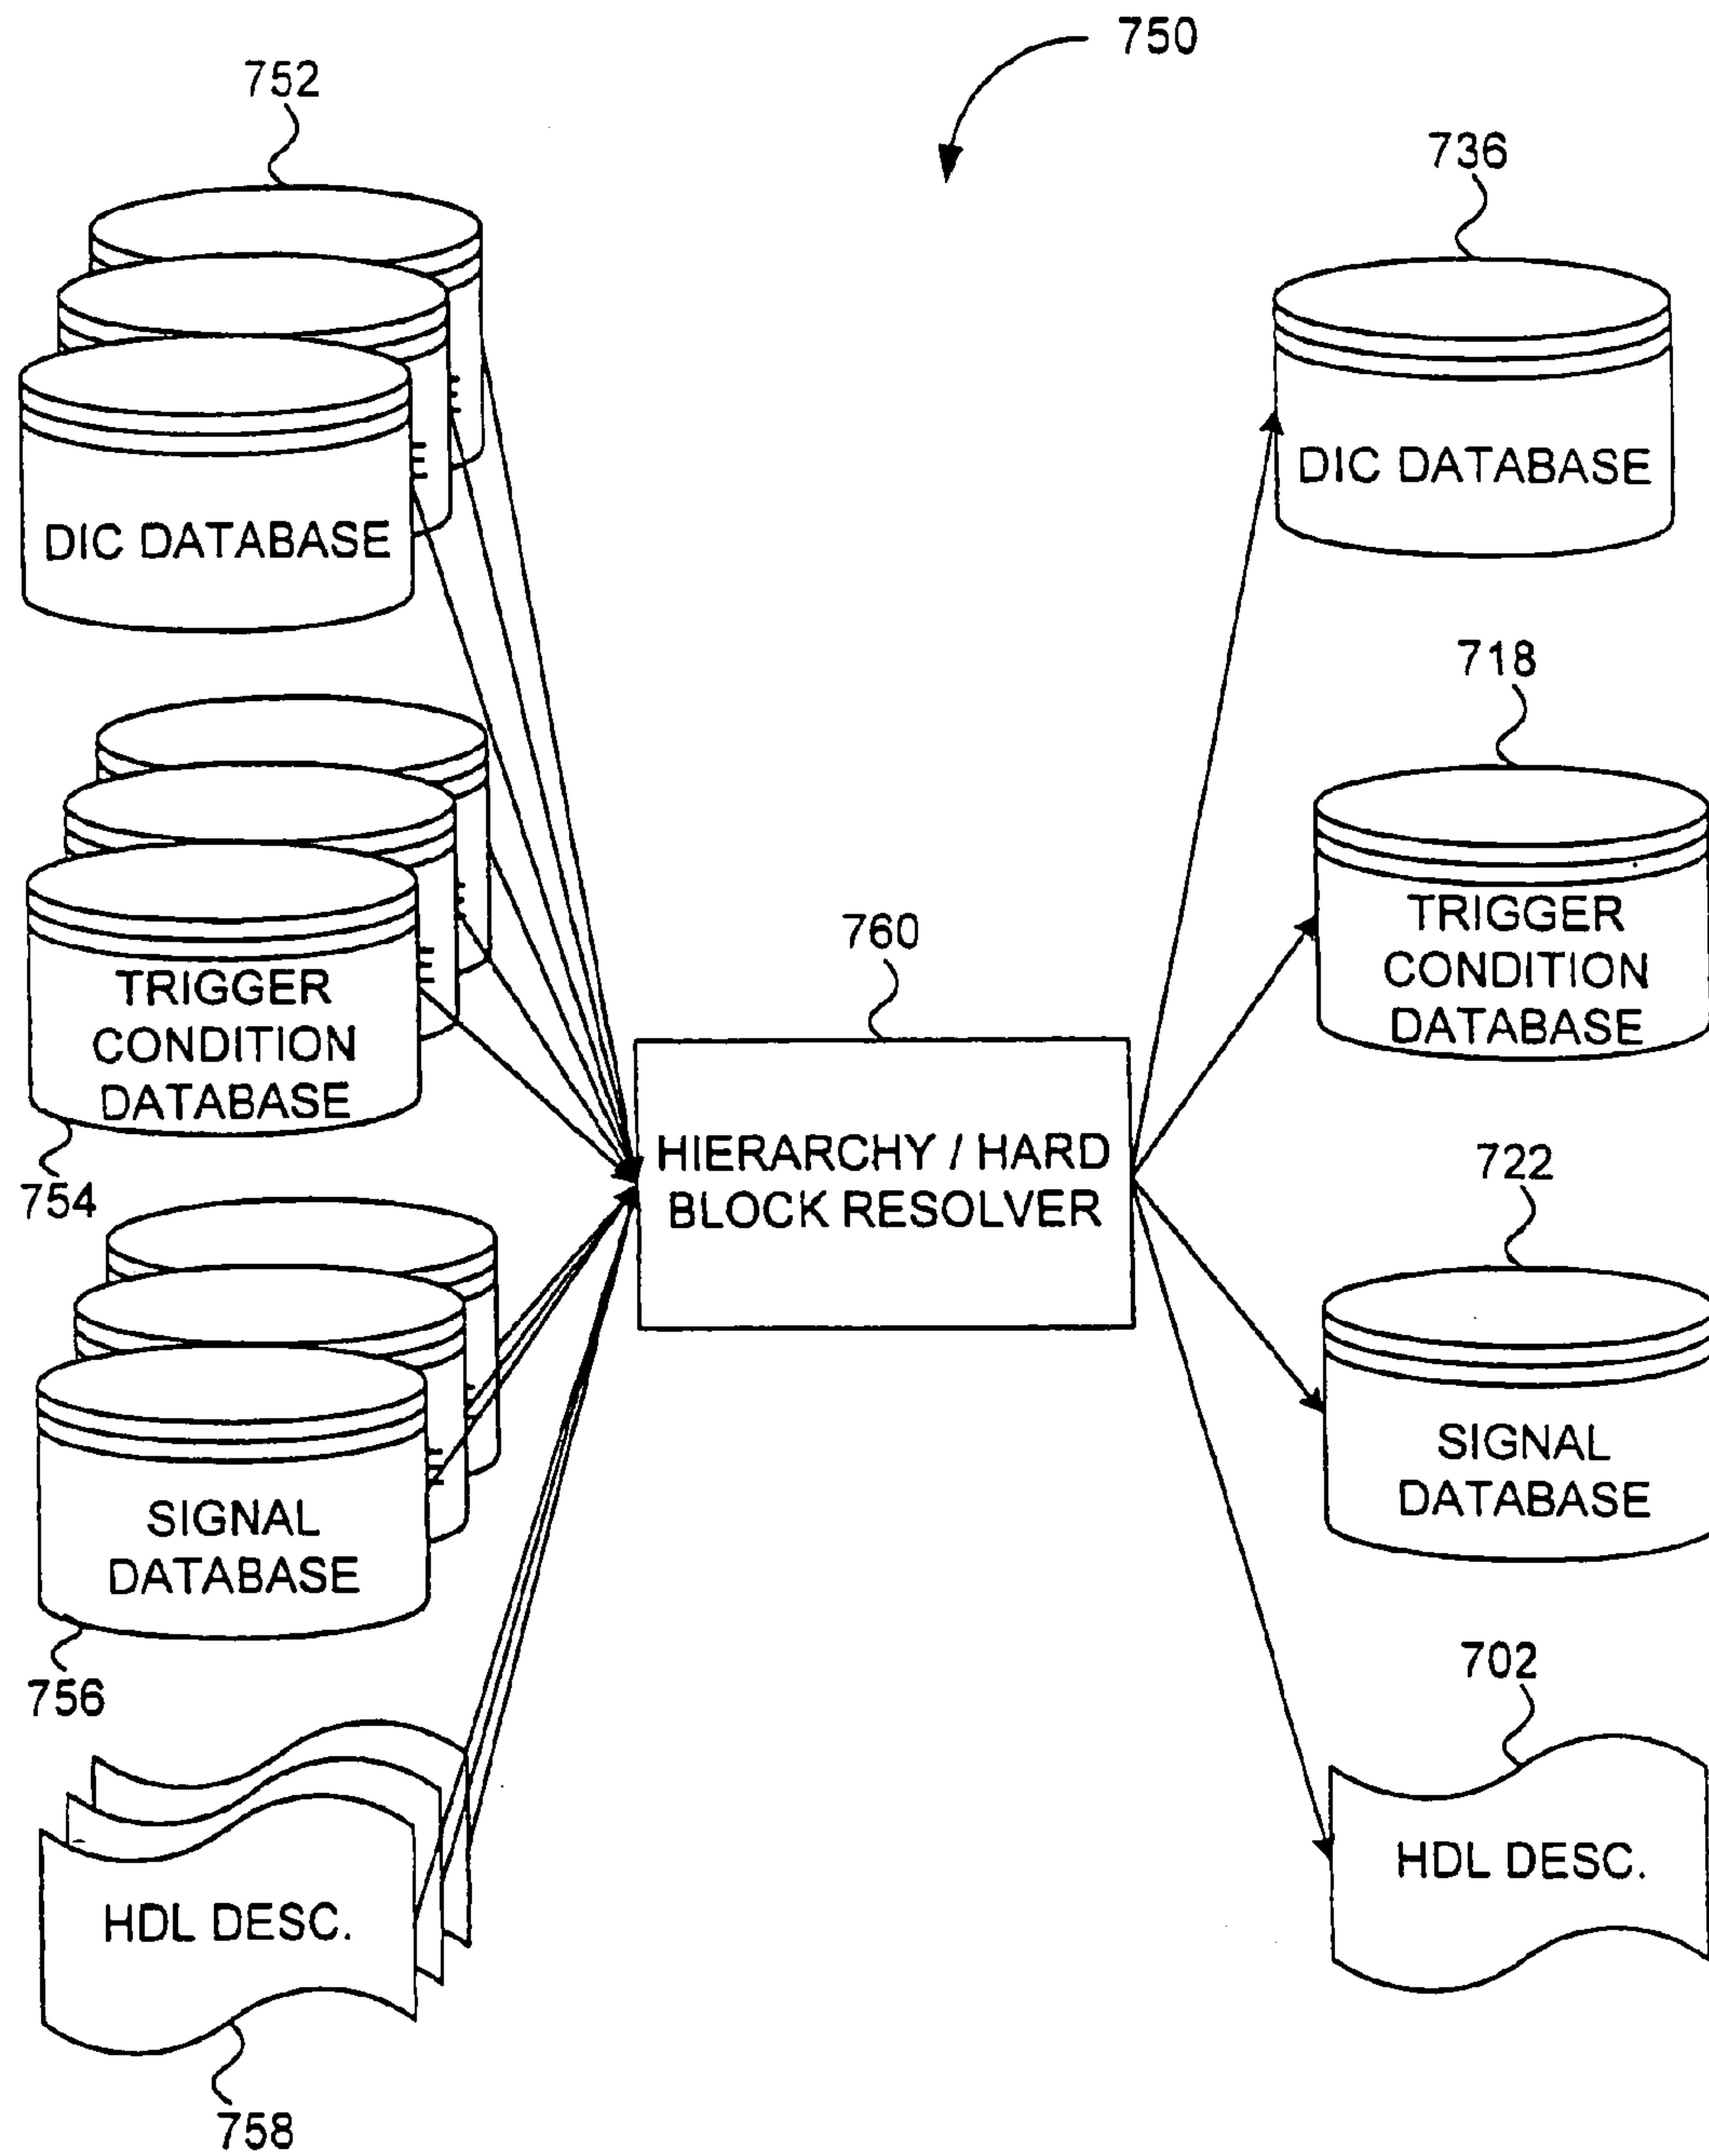 750
752
736
DIC DATABASE
DIC DATABASE
718
TRIGGER
CONDITION
DATABASE
760
TRIGGER
CONDITION
DATABASE
754
HIERARCHY / HARD
BLOCK RESOLVER
722
SIGNAL
DATABASE
SIGNAL
DATABASE
756
702
HDL DESC.
HDL DESC.
758